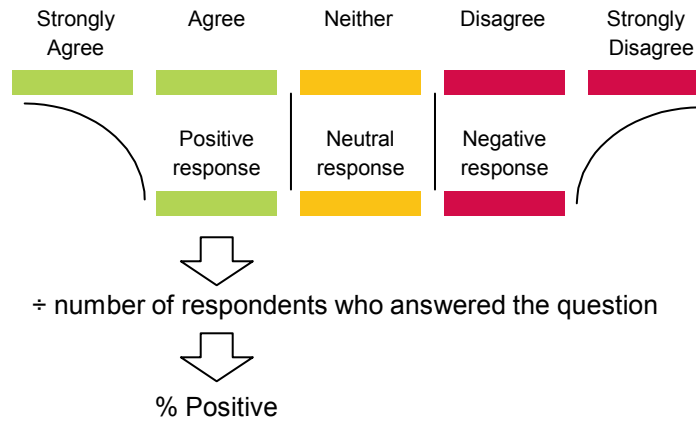 Strongly Agree
Agree
Neither
Disagree
Strongly Disagree
Positive response
Neutral response
Negative response
÷ number of respondents who answered the question
% Positive